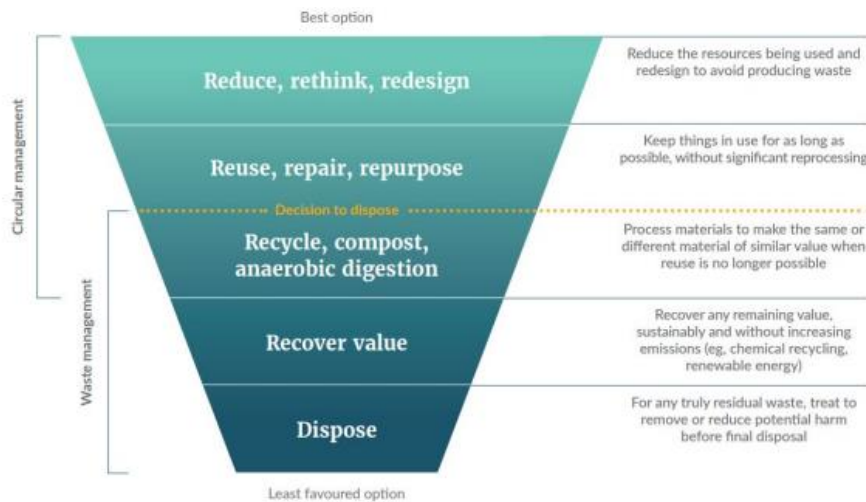 Best option
Circular management
Waste management
Reduce, rethink, redesign
Reduce the resources being used and
redesign to avoid producing waste
Reuse, repair, repurpose
Keep things in use for as long as
possible, without significant reprocessing
Decision to dispose
Recycle, compost,
anaerobic digestion
Process materials to make the same or
different material of similar value when
reuse is no longer possible
Recover value
Recover any remaining value,
sustainably and without increasing
emissions (eg, chemical recycling,
renewable energy)
Dispose
For any truly residual waste, treat to
remove or reduce potential harm
before final disposal
Least favoured option